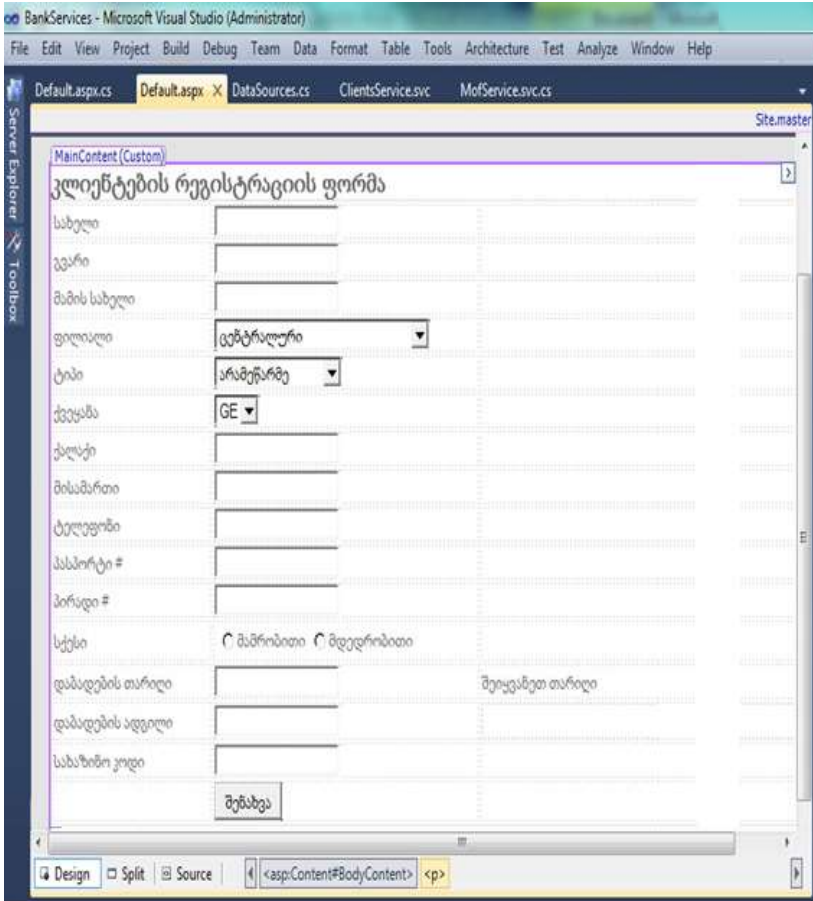 BankServices - Microsoft Visual Studio (Administrator)
File Edit View Project Build Debug Team Data Format Table Tools Architecture Test Analyze Window Help
Default.aspx.cs Default.aspx × DataSources.cs ClientsService.svc MofService.svc.cs
Site.master
Server Explorer
Toolbox
MainContent (Custom)
კლიენტების რეგისტრაციის ფორმა
სახელი
გვარი
მამის სახელი
ფილიალი ცენტრალური
ტიპი არამეწარმე
ქვეყანა GE
ქალაქი
მისამართი
ტელეფონი
პასპორტი #
პირადი #
სქესი მამრობითი მდედრობითი
დაბადების თარიღი შეიყვანეთ თარიღი
დაბადების ადგილი
სახაზინო კოდი
შენახვა
Design Split Source <asp:Content#BodyContent> <p>